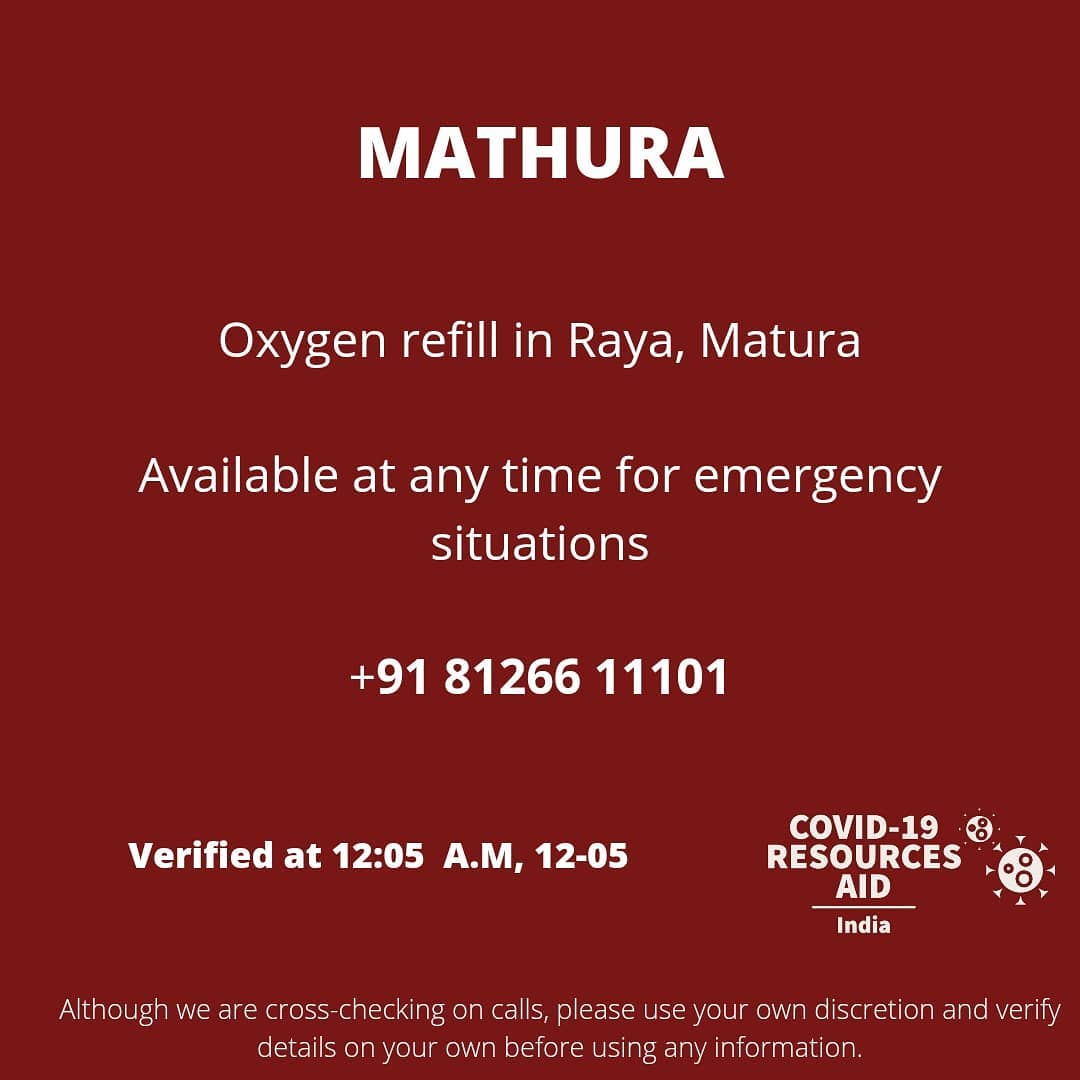 MATHURA
Oxygen refill in Raya, Matura
Available at any time for emergency
situations
+91 81266 11101
Verified at 12:05  A.M, 12-05
COVID-19
RESOURCES
AID
India
Although we are cross-checking on calls, please use your own discretion and verify
details on your own before using any information.